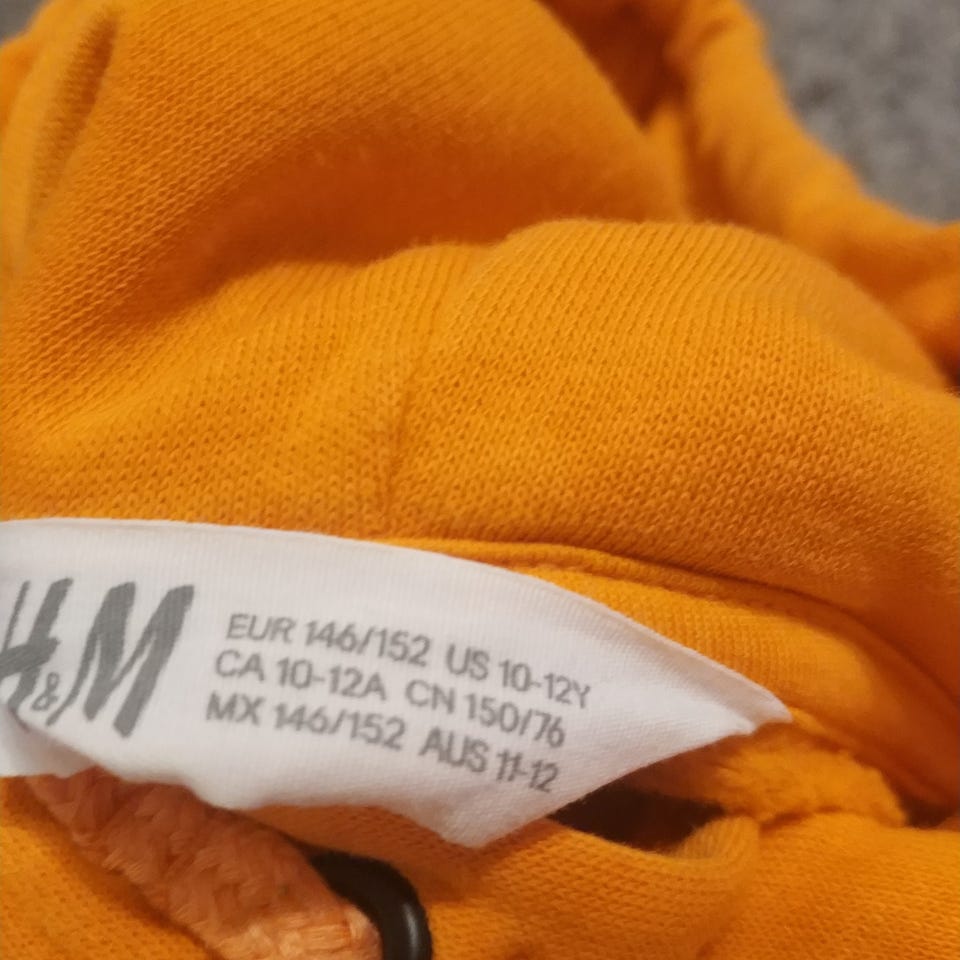 H&M
EUR 146/152 US 10-12Y
CA 10-12A CN 150/76
MX 146/152 AUS 11-12